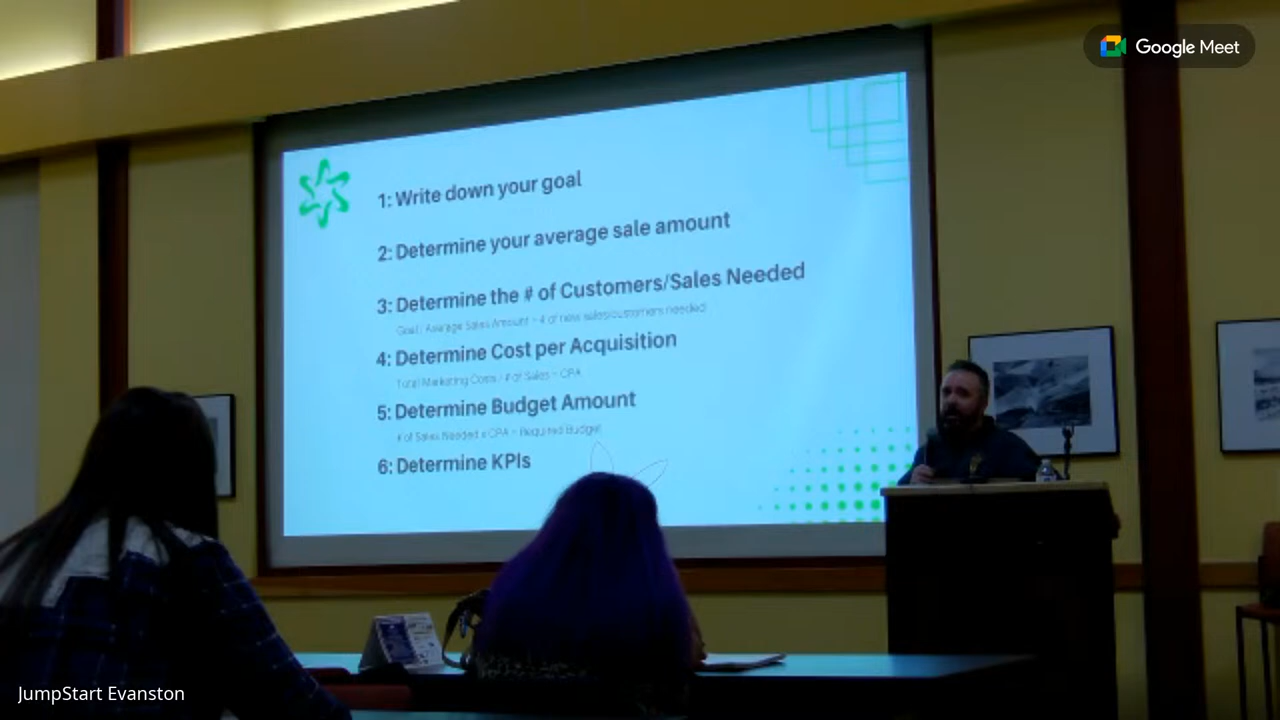 Google Meet
1: Write down your goal
2: Determine your average sale amount
3: Determine the # of Customers/Sales Needed
Goal / Average Sales Amount = # of new sales/customers needed
4: Determine Cost per Acquisition
Total Marketing Costs / # of Sales = CPA
5: Determine Budget Amount
# of Sales Needed x CPA = Required Budget
6: Determine KPIs
JumpStart Evanston